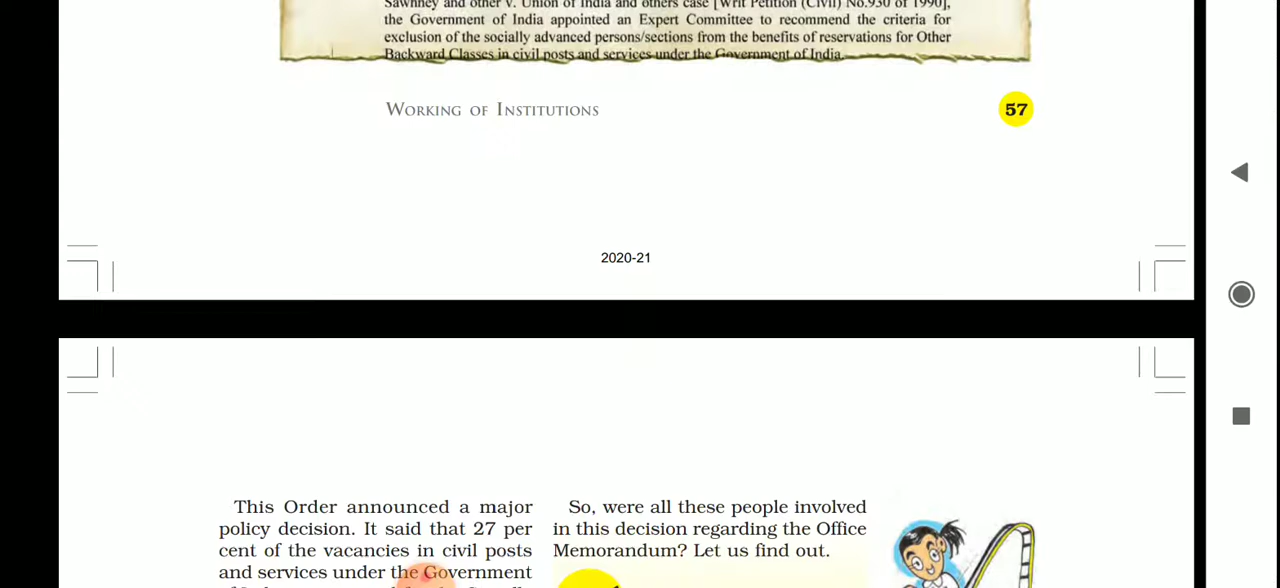 Sawhney and other v. Union of India and others case [Writ Petition (Civil) No.930 of 1990],
the Government of India appointed an Expert Committee to recommend the criteria for
exclusion of the socially advanced persons/sections from the benefits of reservations for Other
Backward Classes in civil posts and services under the Government of India.
WORKING OF INSTITUTIONS
57
2020-21
This Order announced a major
policy decision. It said that 27 per
cent of the vacancies in civil posts
and services under the Government
So, were all these people involved
in this decision regarding the Office
Memorandum? Let us find out.